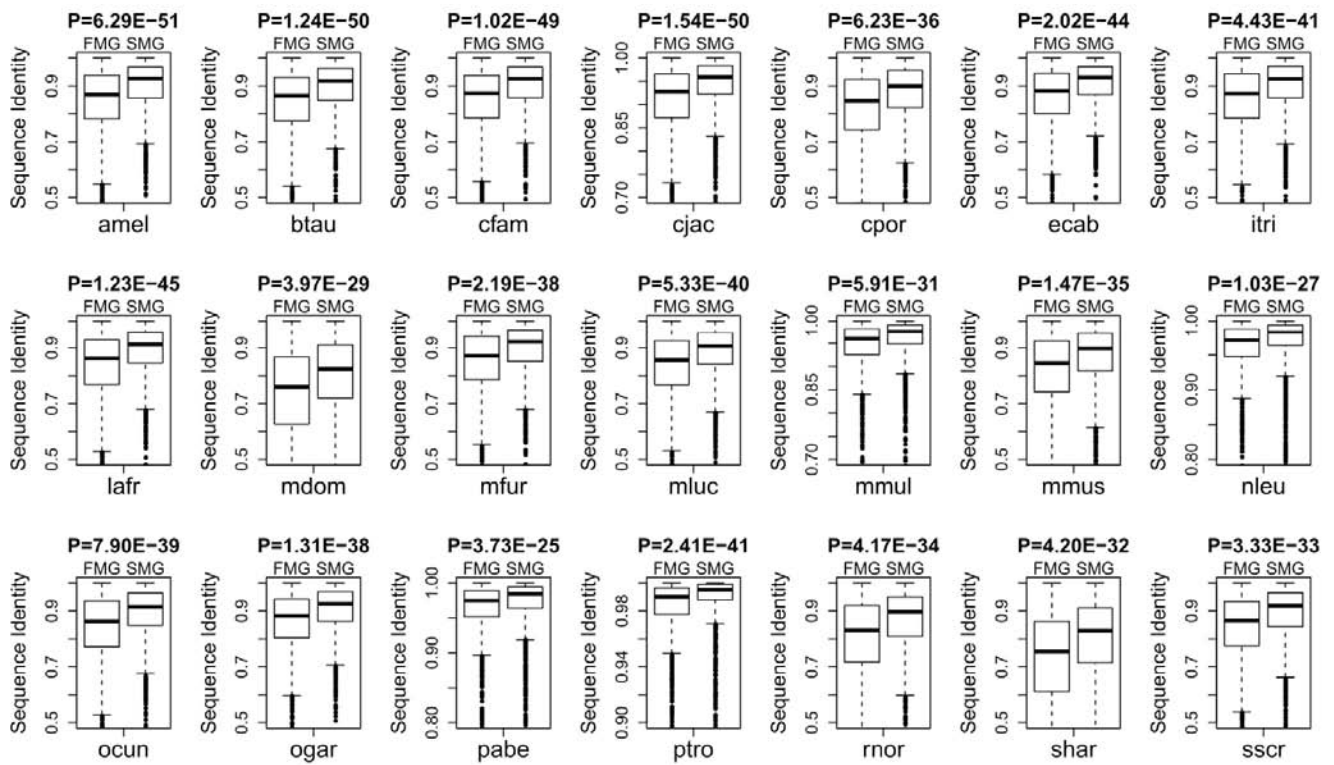 P=6.29E−51 P=1.24E−50 P=1.02E−49 P=1.54E−50 P=6.23E−36 P=2.02E−44 P=4.43E−41
FMG SMG FMG SMG FMG SMG FMG SMG FMG SMG FMG SMG FMG SMG
Sequence Identity 0.5 0.7 0.9 Sequence Identity 0.5 0.7 0.9 Sequence Identity 0.5 0.7 0.9 Sequence Identity 0.70 0.85 1.00 Sequence Identity 0.5 0.7 0.9 Sequence Identity 0.5 0.7 0.9 Sequence Identity 0.5 0.7 0.9
amel btau cfam cjac cpor ecab itri
P=1.23E−45 P=3.97E−29 P=2.19E−38 P=5.33E−40 P=5.91E−31 P=1.47E−35 P=1.03E−27
FMG SMG FMG SMG FMG SMG FMG SMG FMG SMG FMG SMG FMG SMG
Sequence Identity 0.5 0.7 0.9 Sequence Identity 0.5 0.7 0.9 Sequence Identity 0.5 0.7 0.9 Sequence Identity 0.5 0.7 0.9 Sequence Identity 0.70 0.85 1.00 Sequence Identity 0.5 0.7 0.9 Sequence Identity 0.80 0.90 1.00
lafr mdom mfur mluc mmul mmus nleu
P=7.90E−39 P=1.31E−38 P=3.73E−25 P=2.41E−41 P=4.17E−34 P=4.20E−32 P=3.33E−33
FMG SMG FMG SMG FMG SMG FMG SMG FMG SMG FMG SMG FMG SMG
Sequence Identity 0.5 0.7 0.9 Sequence Identity 0.5 0.7 0.9 Sequence Identity 0.80 0.90 1.00 Sequence Identity 0.90 0.94 0.98 Sequence Identity 0.5 0.7 0.9 Sequence Identity 0.5 0.7 0.9 Sequence Identity 0.5 0.7 0.9
ocun ogar pabe ptro rnor shar sscr